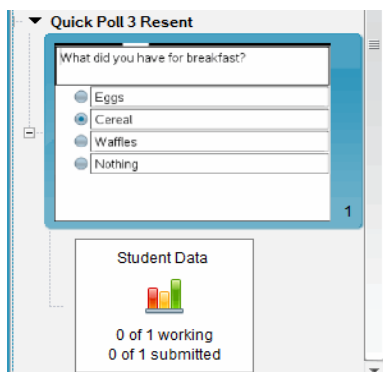 Quick Poll 3 Resent
What did you have for breakfast?
Eggs
Cereal
Waffles
Nothing
1
Student Data
0 of 1 working
0 of 1 submitted